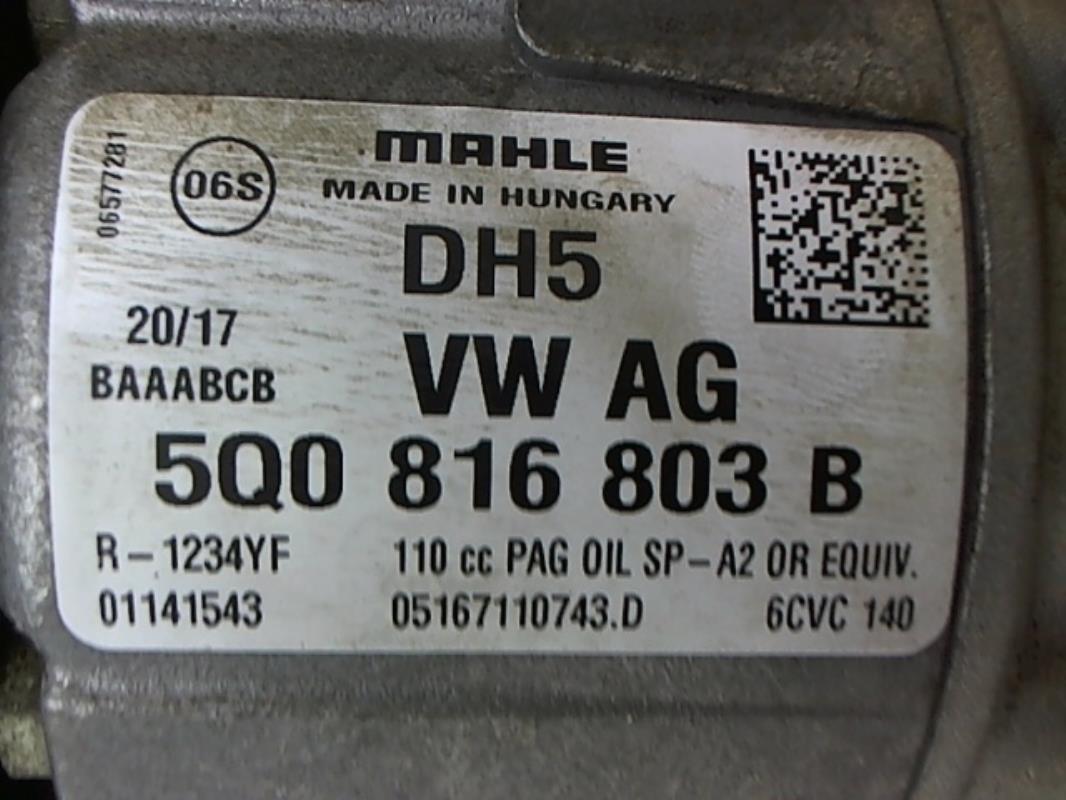 06577281
06S
MAHLE
MADE IN HUNGARY
DH5
20/17
VW AG
BAAABCB
5Q0 816 803 B
R-1234YF 110 cc PAG OIL SP-A2 OR EQUIV.
01141543 05167110743.D 6CVC 140